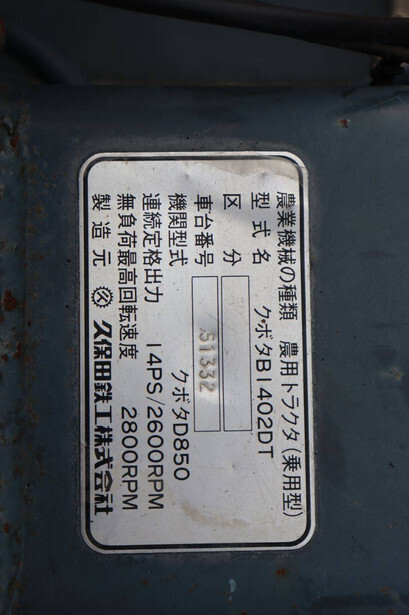 農業機械の種類 農用トラクタ(乗用型)
型式名 クボタB1402DT
区分
車台番号 51332
機関型式 クボタD850
連続定格出力 14PS/2600RPM
無負荷最高回転速度 2800RPM
製造元 久保田鉄工株式会社